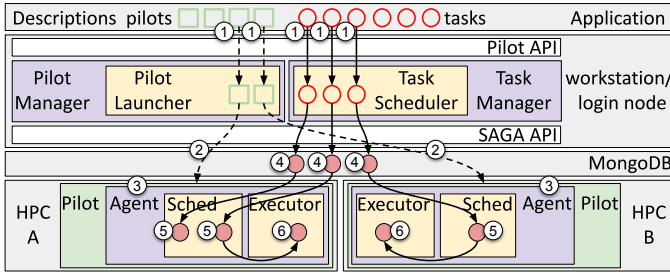 Descriptions pilots tasks Application
1 1 1 1 1
Pilot API
Pilot Manager
Pilot Launcher
Task Scheduler
Task Manager
workstation/ login node
SAGA API
2 2
4 4 4 MongoDB
3 3
HPC A
Pilot Agent Sched Executor
5 5 6
Executor Sched Agent Pilot
6 5
HPC B